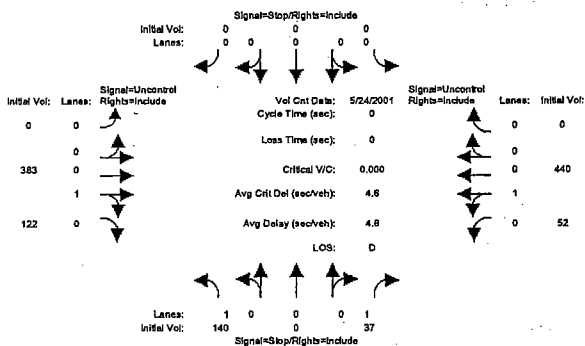 Signal=Stop/Rights=Include
Initial Vol: 0 0 0
Lanes: 0 0 0 0 0
Signal=Uncontrol Signal=Uncontrol
Initial Vol: Lanes: Rights=Include Vol Cnt Date: 5/24/2001 Rights=Include Lanes: Initial Vol:
Cycle Time (sec): 0
0 0 0 0
Loss Time (sec): 0
0 0
383 0 Critical V/C: 0.000 0 440
1 Avg Crit Del (sec/veh): 4.6 1
122 0 Avg Delay (sec/veh): 4.6 0 52
LOS: D
Lanes: 1 0 0 0 1
Initial Vol: 140 0 37
Signal=Stop/Rights=Include